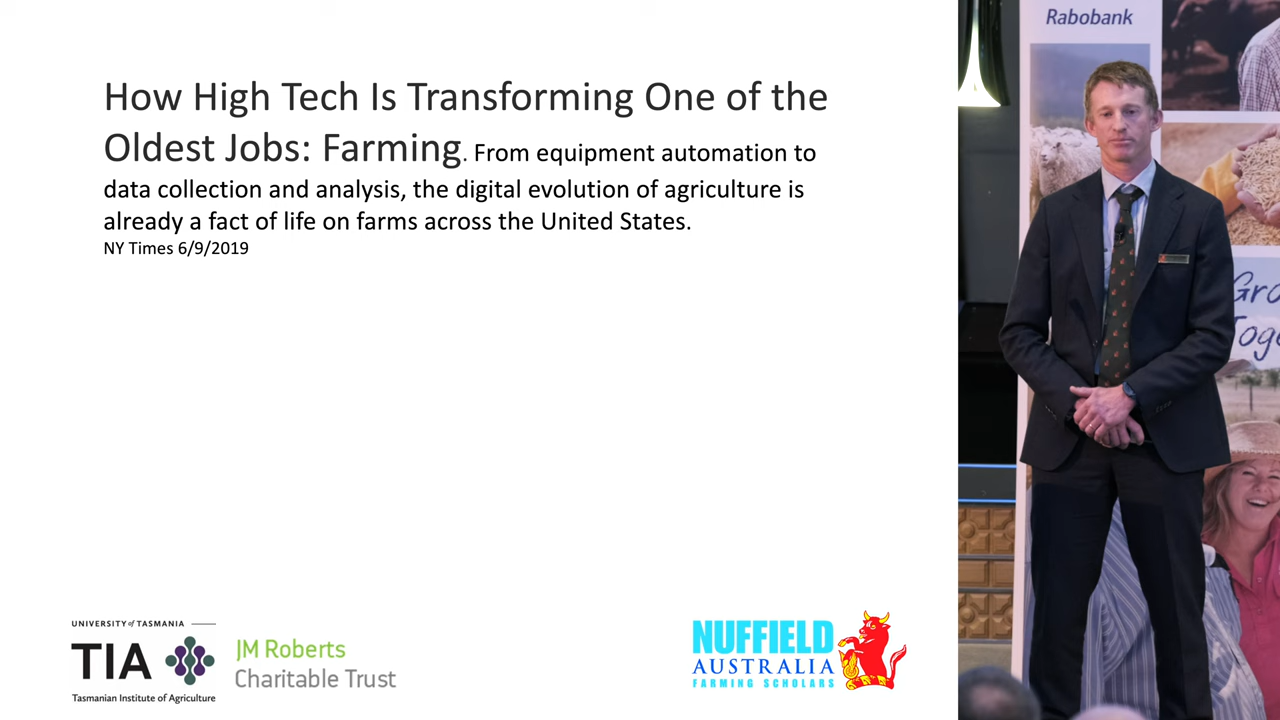 How High Tech Is Transforming One of the
Oldest Jobs: Farming. From equipment automation to
data collection and analysis, the digital evolution of agriculture is
already a fact of life on farms across the United States.
NY Times 6/9/2019
UNIVERSITY of TASMANIA
TIA
Tasmanian Institute of Agriculture
JM Roberts
Charitable Trust
NUFFIELD
AUSTRALIA
FARMING SCHOLARS
Rabobank